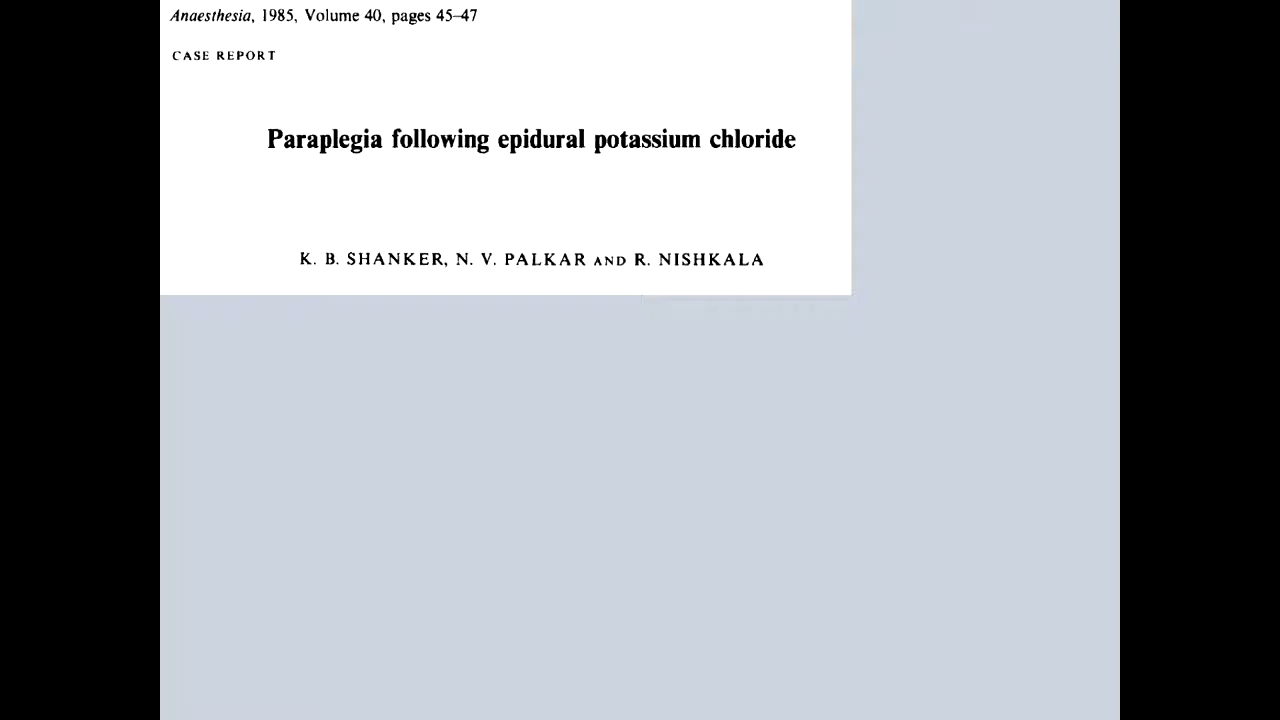 Anaesthesia, 1985, Volume 40, pages 45–47
CASE REPORT
Paraplegia following epidural potassium chloride
K. B. SHANKER, N. V. PALKAR AND R. NISHKALA